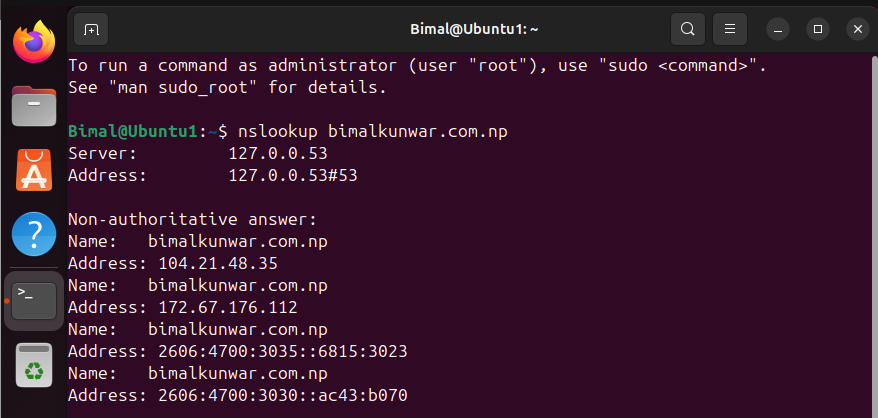 Bimal@Ubuntu1: ~
To run a command as administrator (user "root"), use "sudo <command>".
See "man sudo_root" for details.
Bimal@Ubuntu1:~$ nslookup bimalkunwar.com.np
Server:         127.0.0.53
Address:        127.0.0.53#53
Non-authoritative answer:
Name:   bimalkunwar.com.np
Address: 104.21.48.35
Name:   bimalkunwar.com.np
Address: 172.67.176.112
Name:   bimalkunwar.com.np
Address: 2606:4700:3035::6815:3023
Name:   bimalkunwar.com.np
Address: 2606:4700:3030::ac43:b070